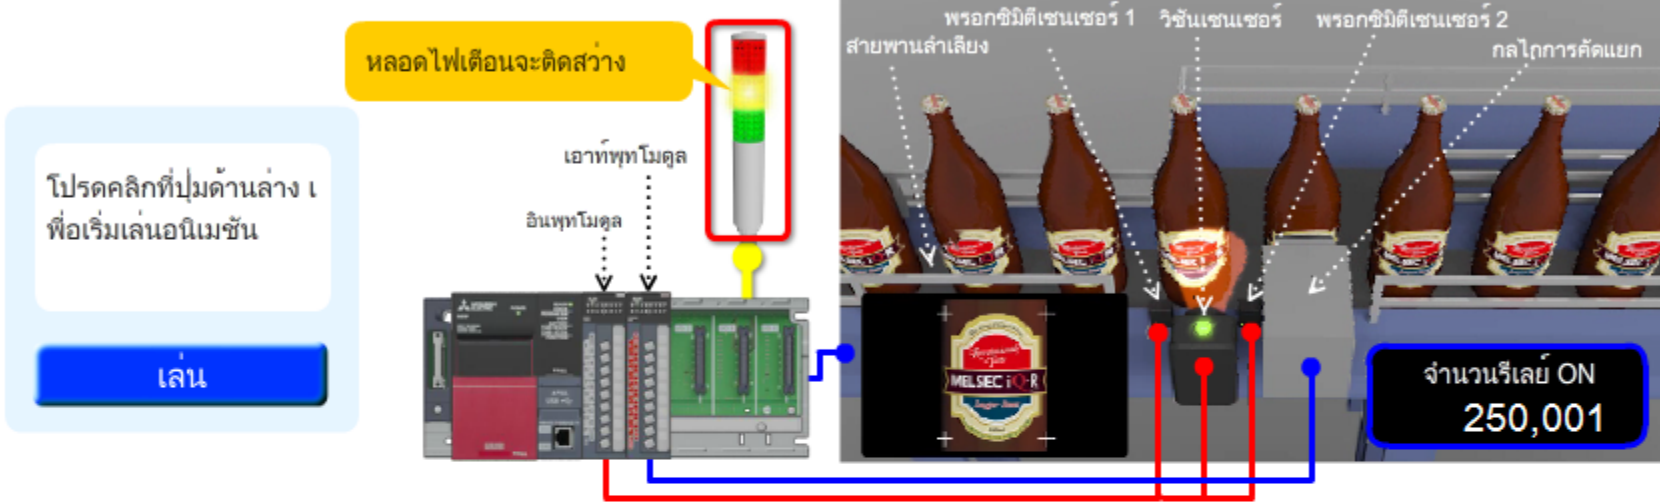 โปรดคลิกที่ปุ่มด้านล่าง เ
พื่อเริ่มเล่นอนิเมชัน
เล่น
หลอดไฟเตือนจะติดสว่าง
เอาท์พุทโมดูล
อินพุทโมดูล
พรอกซิมิตีเซนเซอร์ 1
วิชันเซนเซอร์
พรอกซิมิตีเซนเซอร์ 2
สายพานลำเลียง
กลไกการคัดแยก
MELSEC iQ-R
จำนวนรีเลย์ ON
250,001